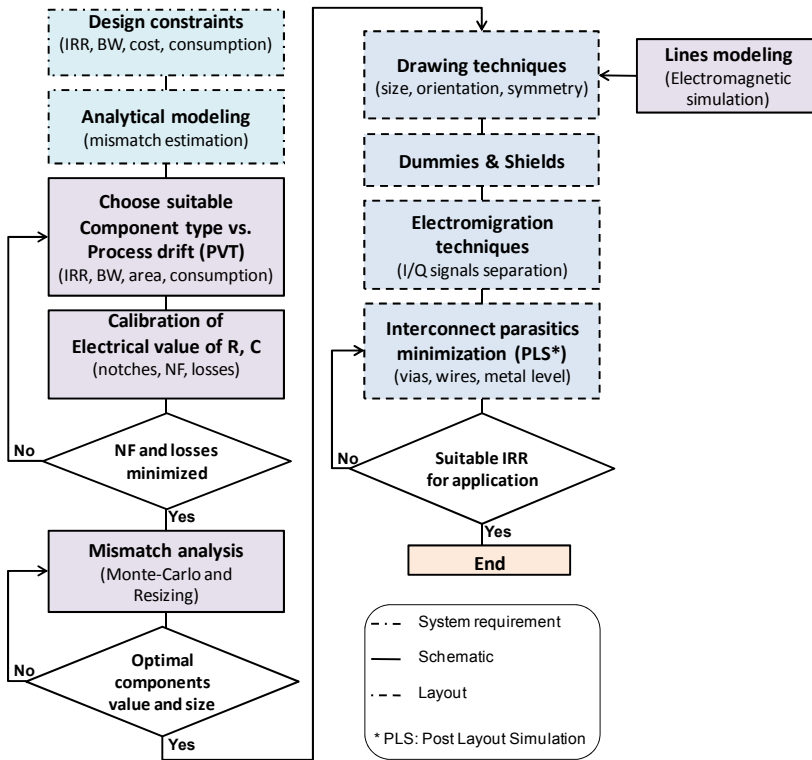 Design constraints
(IRR, BW, cost, consumption)
Analytical modeling
(mismatch estimation)
Choose suitable
Component type vs.
Process drift (PVT)
(IRR, BW, area, consumption)
Calibration of
Electrical value of R, C
(notches, NF, losses)
No
NF and losses
minimized
Yes
Mismatch analysis
(Monte-Carlo and
Resizing)
No
Optimal
components
value and size
Yes
Drawing techniques
(size, orientation, symmetry)
Lines modeling
(Electromagnetic
simulation)
Dummies & Shields
Electromigration
techniques
(I/Q signals separation)
Interconnect parasitics
minimization (PLS*)
(vias, wires, metal level)
No
Suitable IRR
for application
Yes
End
System requirement
Schematic
Layout
* PLS: Post Layout Simulation